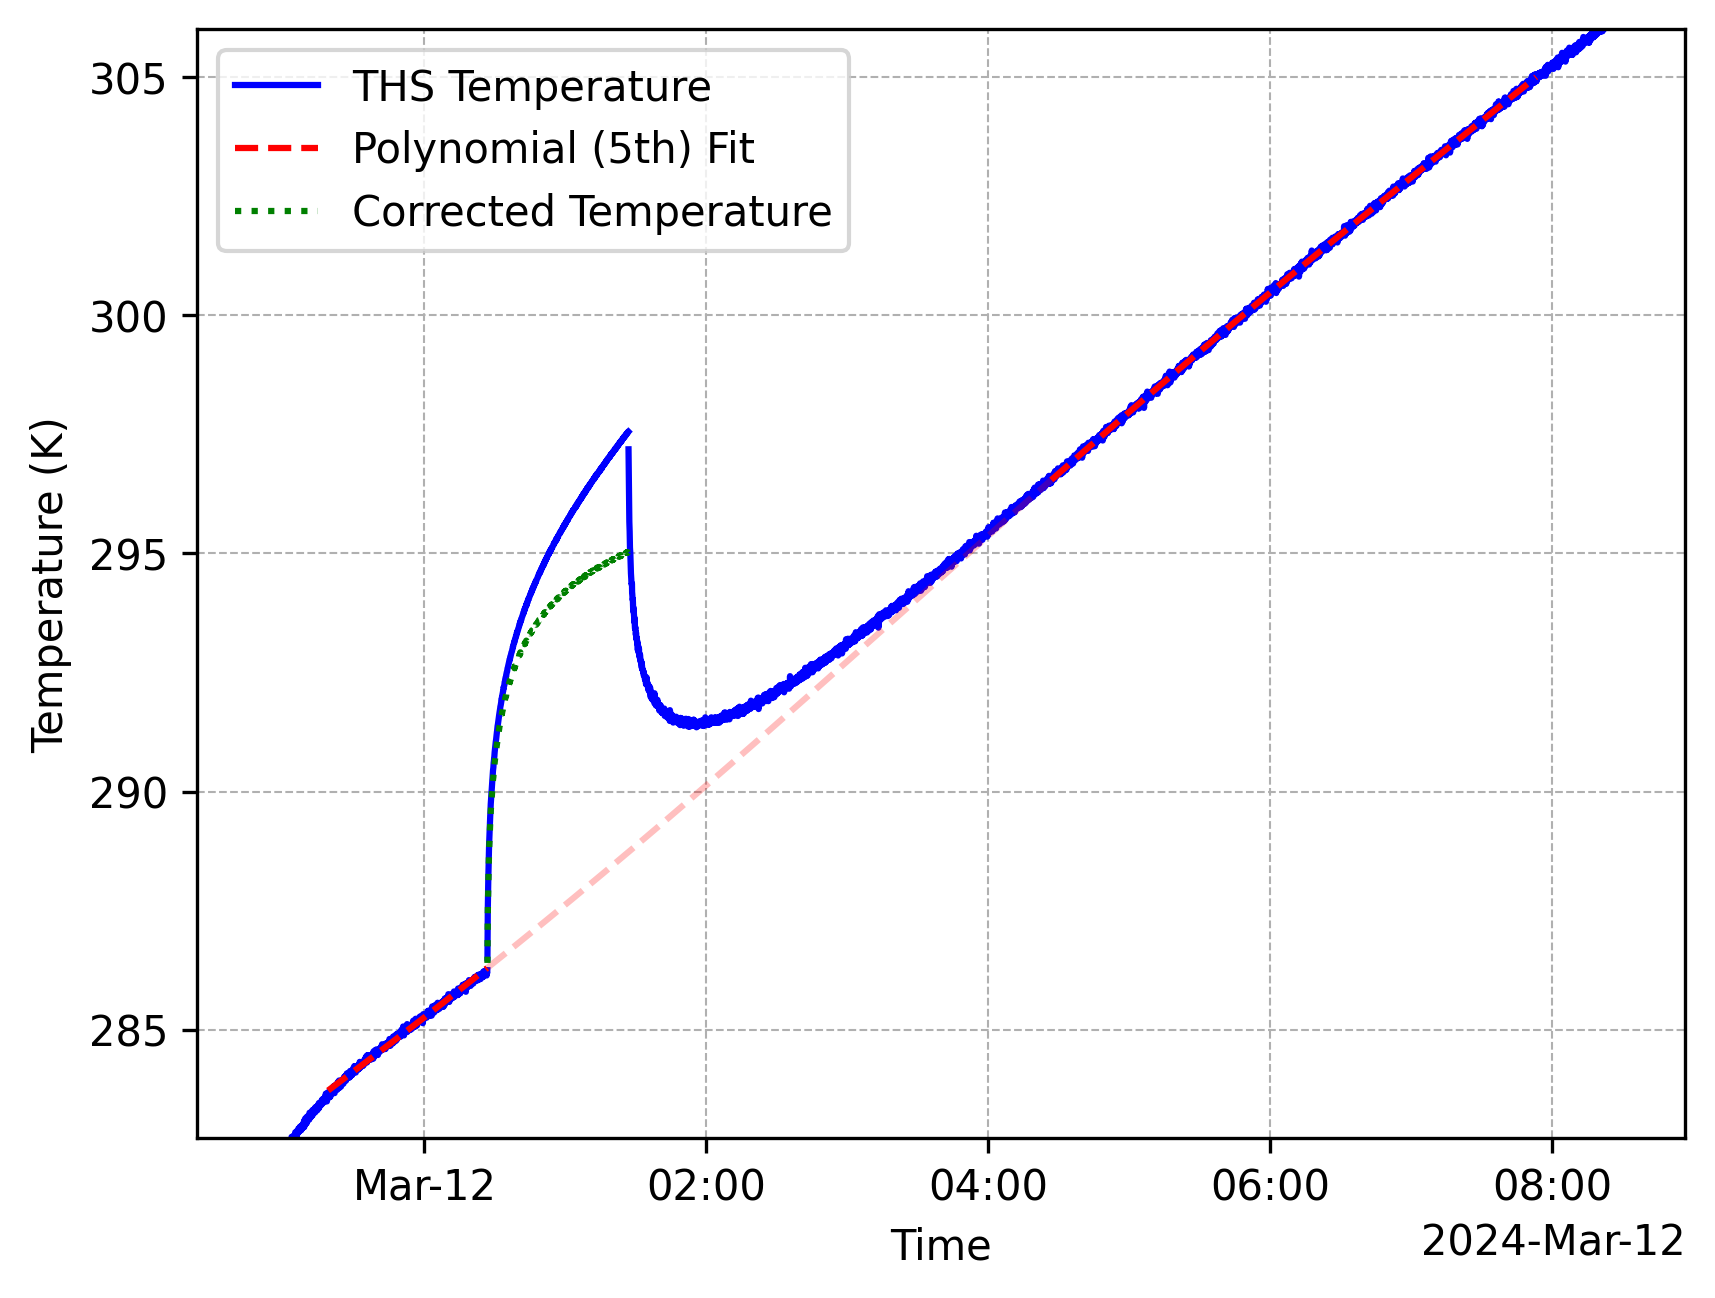 THS Temperature
Polynomial (5th) Fit
Corrected Temperature
305
300
295
290
285
Temperature (K)
Mar-12
02:00
04:00
06:00
08:00
Time
2024-Mar-12